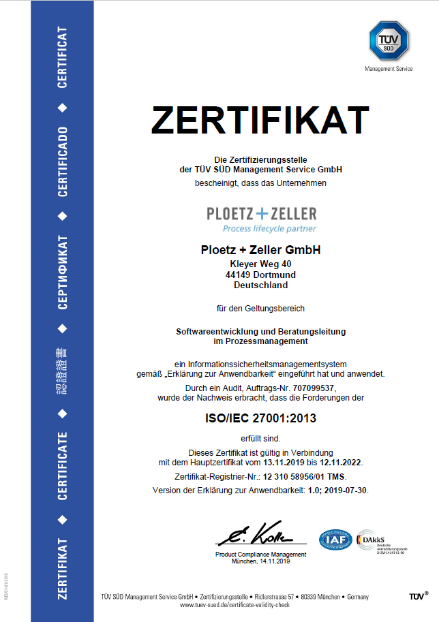 TÜV
SÜD
Management Service
ZERTIFIKAT ◆ CERTIFICATE ◆ 認證證書 ◆ СЕРТИФИКАТ ◆ CERTIFICADO ◆ CERTIFICAT
ZERTIFIKAT
Die Zertifizierungsstelle
der TÜV SÜD Management Service GmbH
bescheinigt, dass das Unternehmen
PLOETZ + ZELLER
Process lifecycle partner
Ploetz + Zeller GmbH
Kleyer Weg 40
44149 Dortmund
Deutschland
für den Geltungsbereich
Softwareentwicklung und Beratungsleitung
im Prozessmanagement
ein Informationssicherheitsmanagementsystem
gemäß „Erklärung zur Anwendbarkeit“ eingeführt hat und anwendet.
Durch ein Audit, Auftrags-Nr. 707099537,
wurde der Nachweis erbracht, dass die Forderungen der
ISO/IEC 27001:2013
erfüllt sind.
Dieses Zertifikat ist gültig in Verbindung
mit dem Hauptzertifikat vom 13.11.2019 bis 12.11.2022.
Zertifikat-Registrier-Nr.: 12 310 58956/01 TMS.
Version der Erklärung zur Anwendbarkeit: 1.0; 2019-07-30.
Product Compliance Management
München, 14.11.2019
IAF
DAkkS
TÜV SÜD Management Service GmbH • Zertifizierungsstelle • Ridlerstrasse 57 • 80339 München • Germany
www.tuev-sued.de/certificate-validity-check
TÜV®